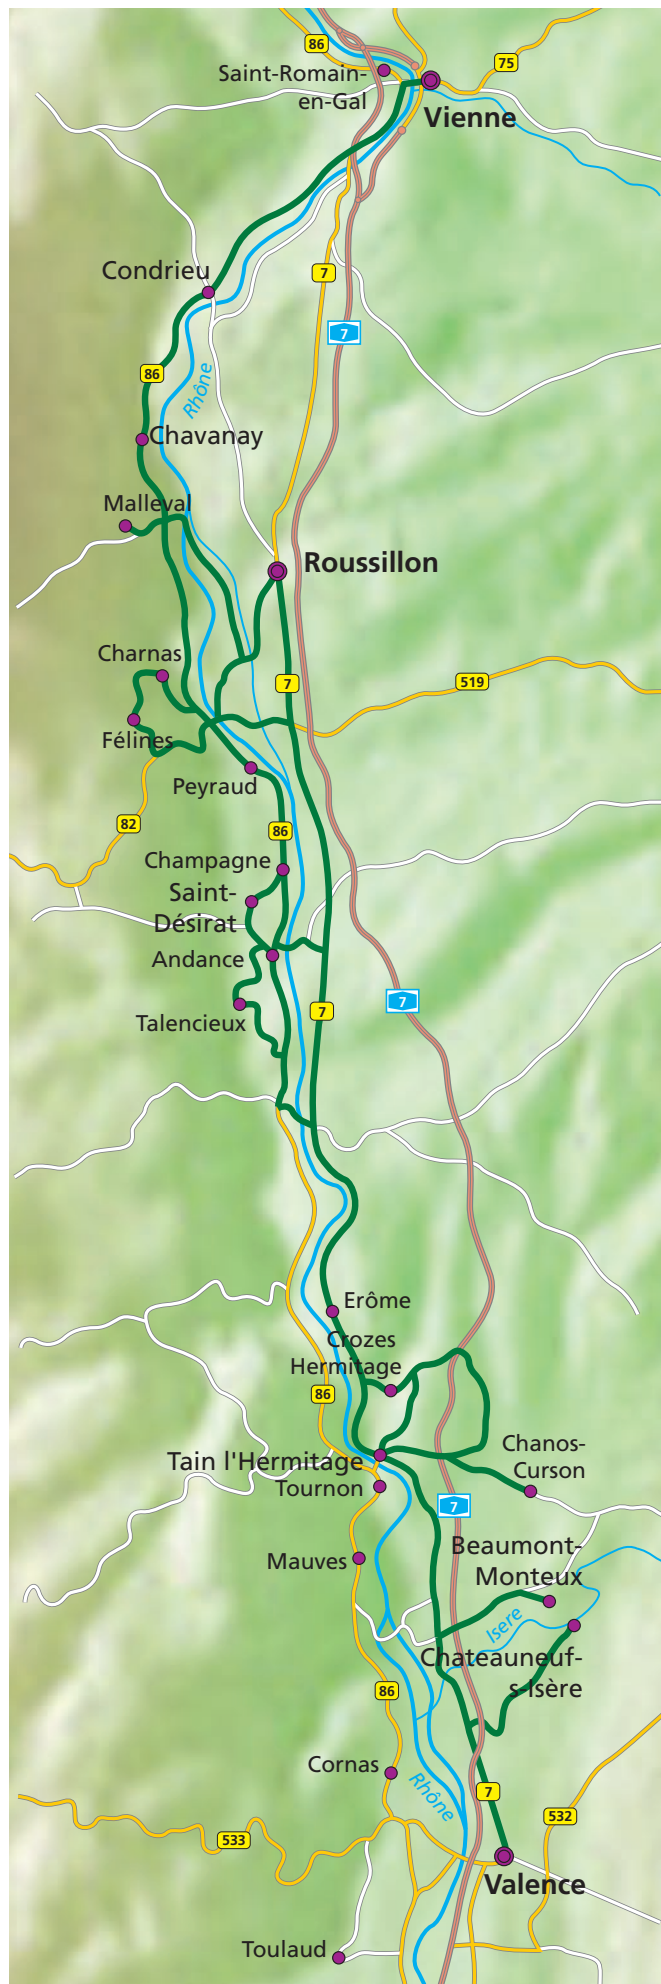 86
75
Saint-Romain-
en-Gal
Vienne
Condrieu
7
7
86
Rhône
Chavanay
Malleval
Roussillon
Charnas
7
519
Félines
Peyraud
82
86
Champagne
Saint-
Désirat
Andance
7
7
Talencieux
Erôme
Crozes
Hermitage
86
Chanos-
Curson
Tain l'Hermitage
Tournon
7
Beaumont-
Monteux
Mauves
Isere
Chateauneuf-
s-Isère
86
Cornas
Rhône
7
532
533
Valence
Toulaud